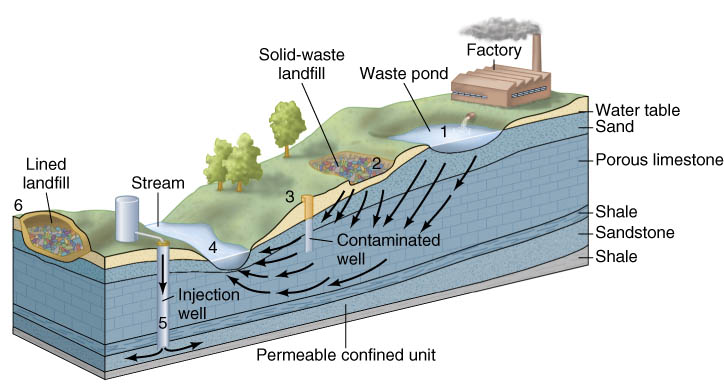 Factory
Solid-waste
landfill
Waste pond
1
Water table
Sand
2
Porous limestone
Lined
landfill
Stream
3
6
Shale
4
Contaminated
well
Sandstone
Shale
Injection
well
5
Permeable confined unit